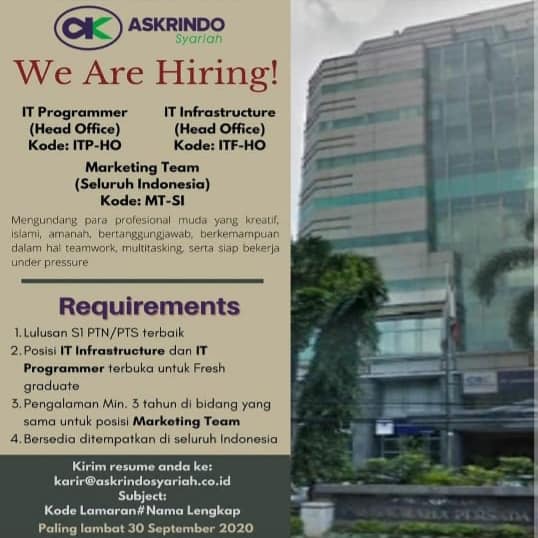 ASKRINDO
Syariah
We Are Hiring!
IT Programmer
(Head Office)
Kode: ITP-HO
IT Infrastructure
(Head Office)
Kode: ITF-HO
Marketing Team
(Seluruh Indonesia)
Kode: MT-SI
Mengundang para profesional muda yang kreatif,
islami, amanah, bertanggungjawab, berkemampuan
dalam hal teamwork, multitasking, serta siap bekerja
under pressure
Requirements
1. Lulusan S1 PTN/PTS terbaik
2. Posisi IT Infrastructure dan IT
Programmer terbuka untuk Fresh
graduate
3. Pengalaman Min. 3 tahun di bidang yang
sama untuk posisi Marketing Team
4. Bersedia ditempatkan di seluruh Indonesia
Kirim resume anda ke:
karir@askrindosyariah.co.id
Subject:
Kode Lamaran#Nama Lengkap
Paling lambat 30 September 2020